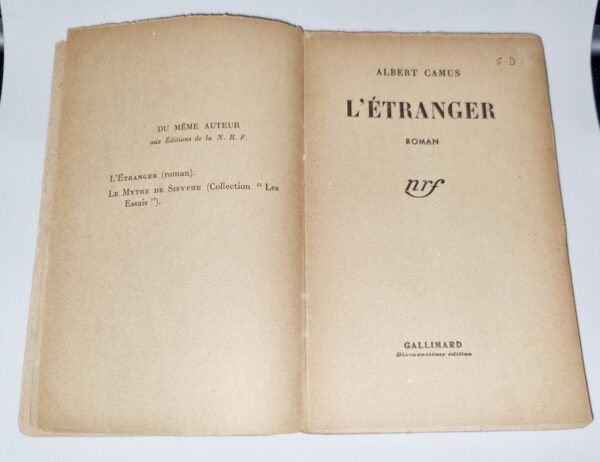 DU MÊME AUTEUR
aux Éditions de la N. R. F.
L'ÉTRANGER (roman).
LE MYTHE DE SISYPHE (Collection “ Les
Essais ”).
G D
ALBERT CAMUS
L'ÉTRANGER
ROMAN
nrf
GALLIMARD
Dix-neuvième édition